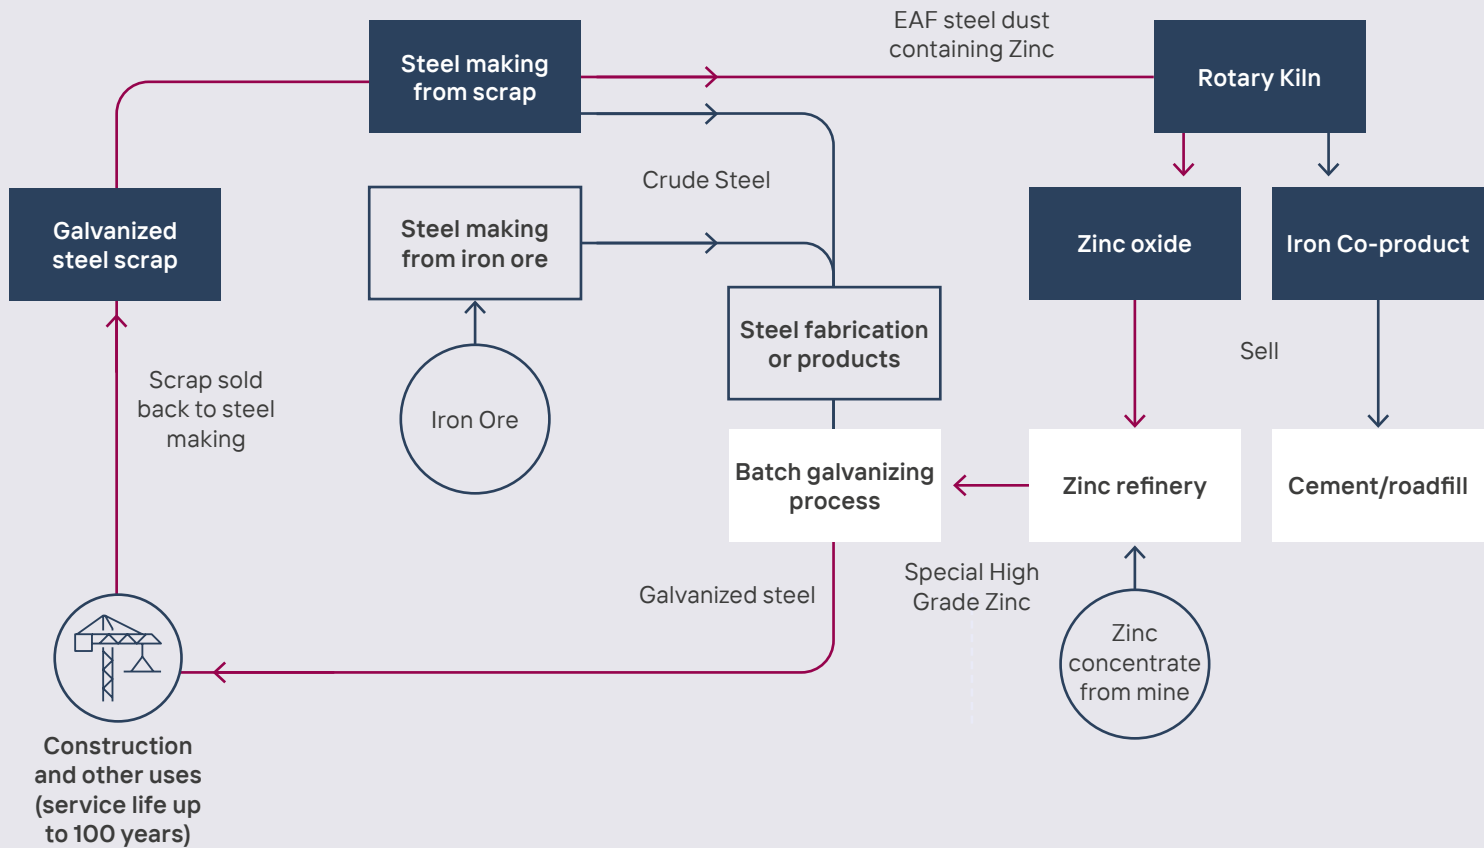 EAF steel dust
containing Zinc
Steel making
from scrap
Rotary Kiln
Crude Steel
Galvanized
steel scrap
Steel making
from iron ore
Zinc oxide
Iron Co-product
Steel fabrication
or products
Sell
Scrap sold
back to steel
making
Iron Ore
Batch galvanizing
process
Zinc refinery
Cement/roadfill
Galvanized steel
Special High
Grade Zinc
Zinc
concentrate
from mine
Construction
and other uses
(service life up
to 100 years)